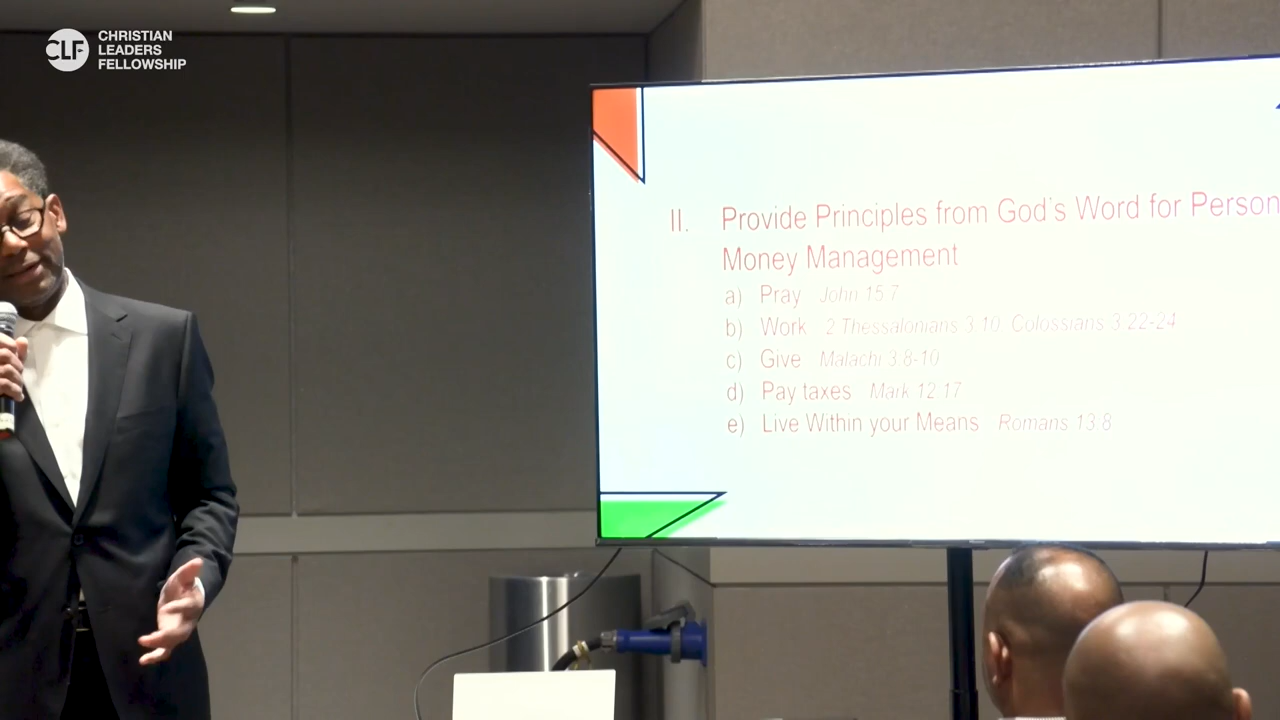 CLF
CHRISTIAN
LEADERS
FELLOWSHIP
II. Provide Principles from God's Word for Person
Money Management
a) Pray John 15:7
b) Work 2 Thessalonians 3:10 Colossians 3:22-24
c) Give Malachi 3:8-10
d) Pay taxes Mark 12:17
e) Live Within your Means Romans 13:8